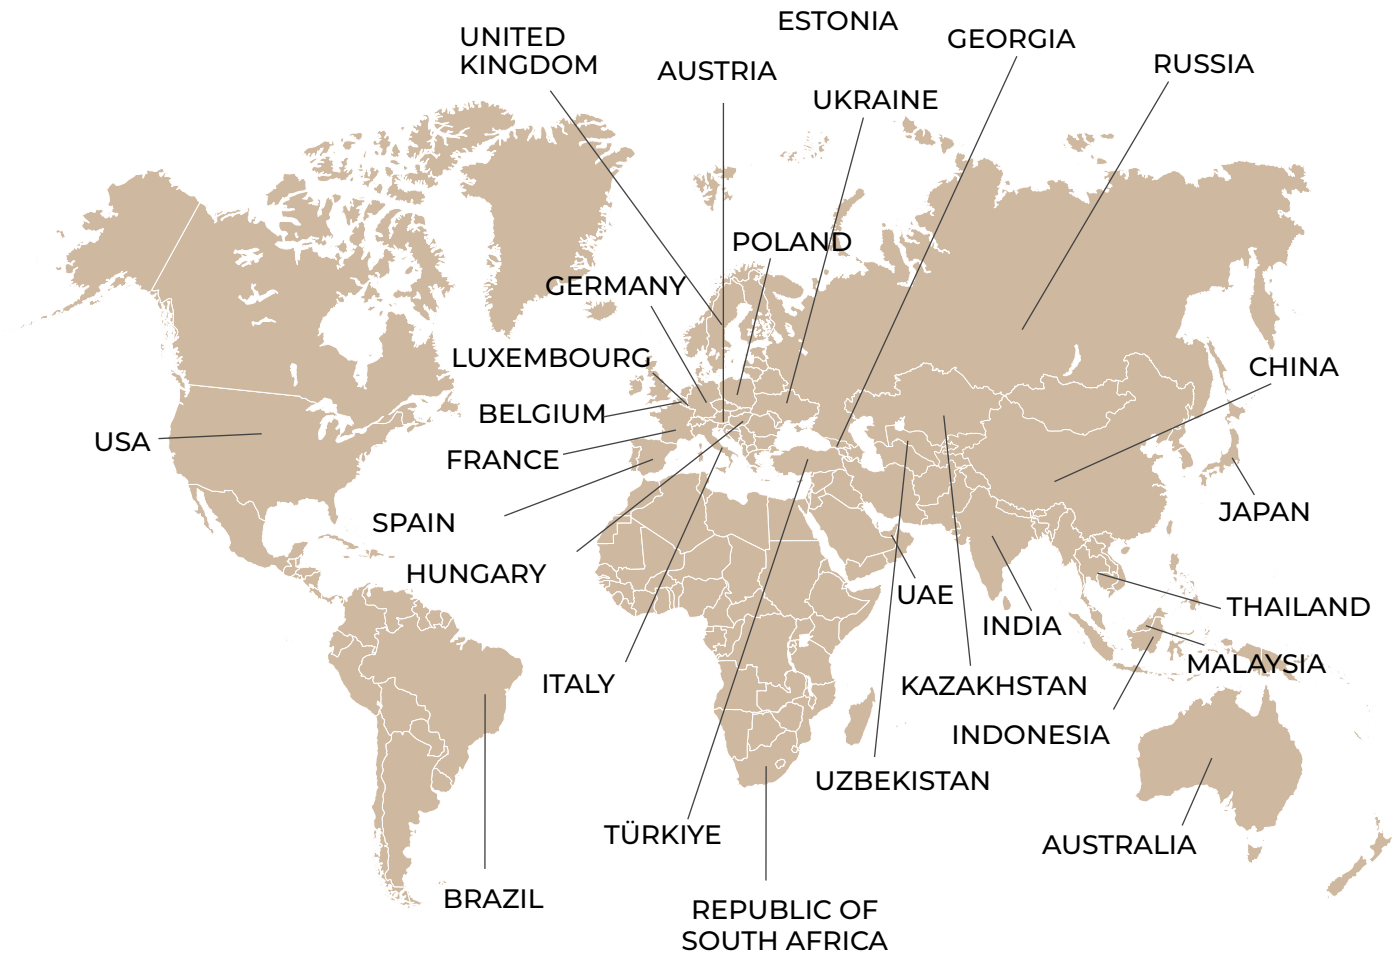 ESTONIA
UNITED
KINGDOM
GEORGIA
AUSTRIA
RUSSIA
UKRAINE
POLAND
GERMANY
LUXEMBOURG
CHINA
BELGIUM
USA
FRANCE
SPAIN
JAPAN
HUNGARY
UAE
THAILAND
INDIA
MALAYSIA
ITALY
KAZAKHSTAN
INDONESIA
UZBEKISTAN
TÜRKIYE
AUSTRALIA
BRAZIL
REPUBLIC OF
SOUTH AFRICA